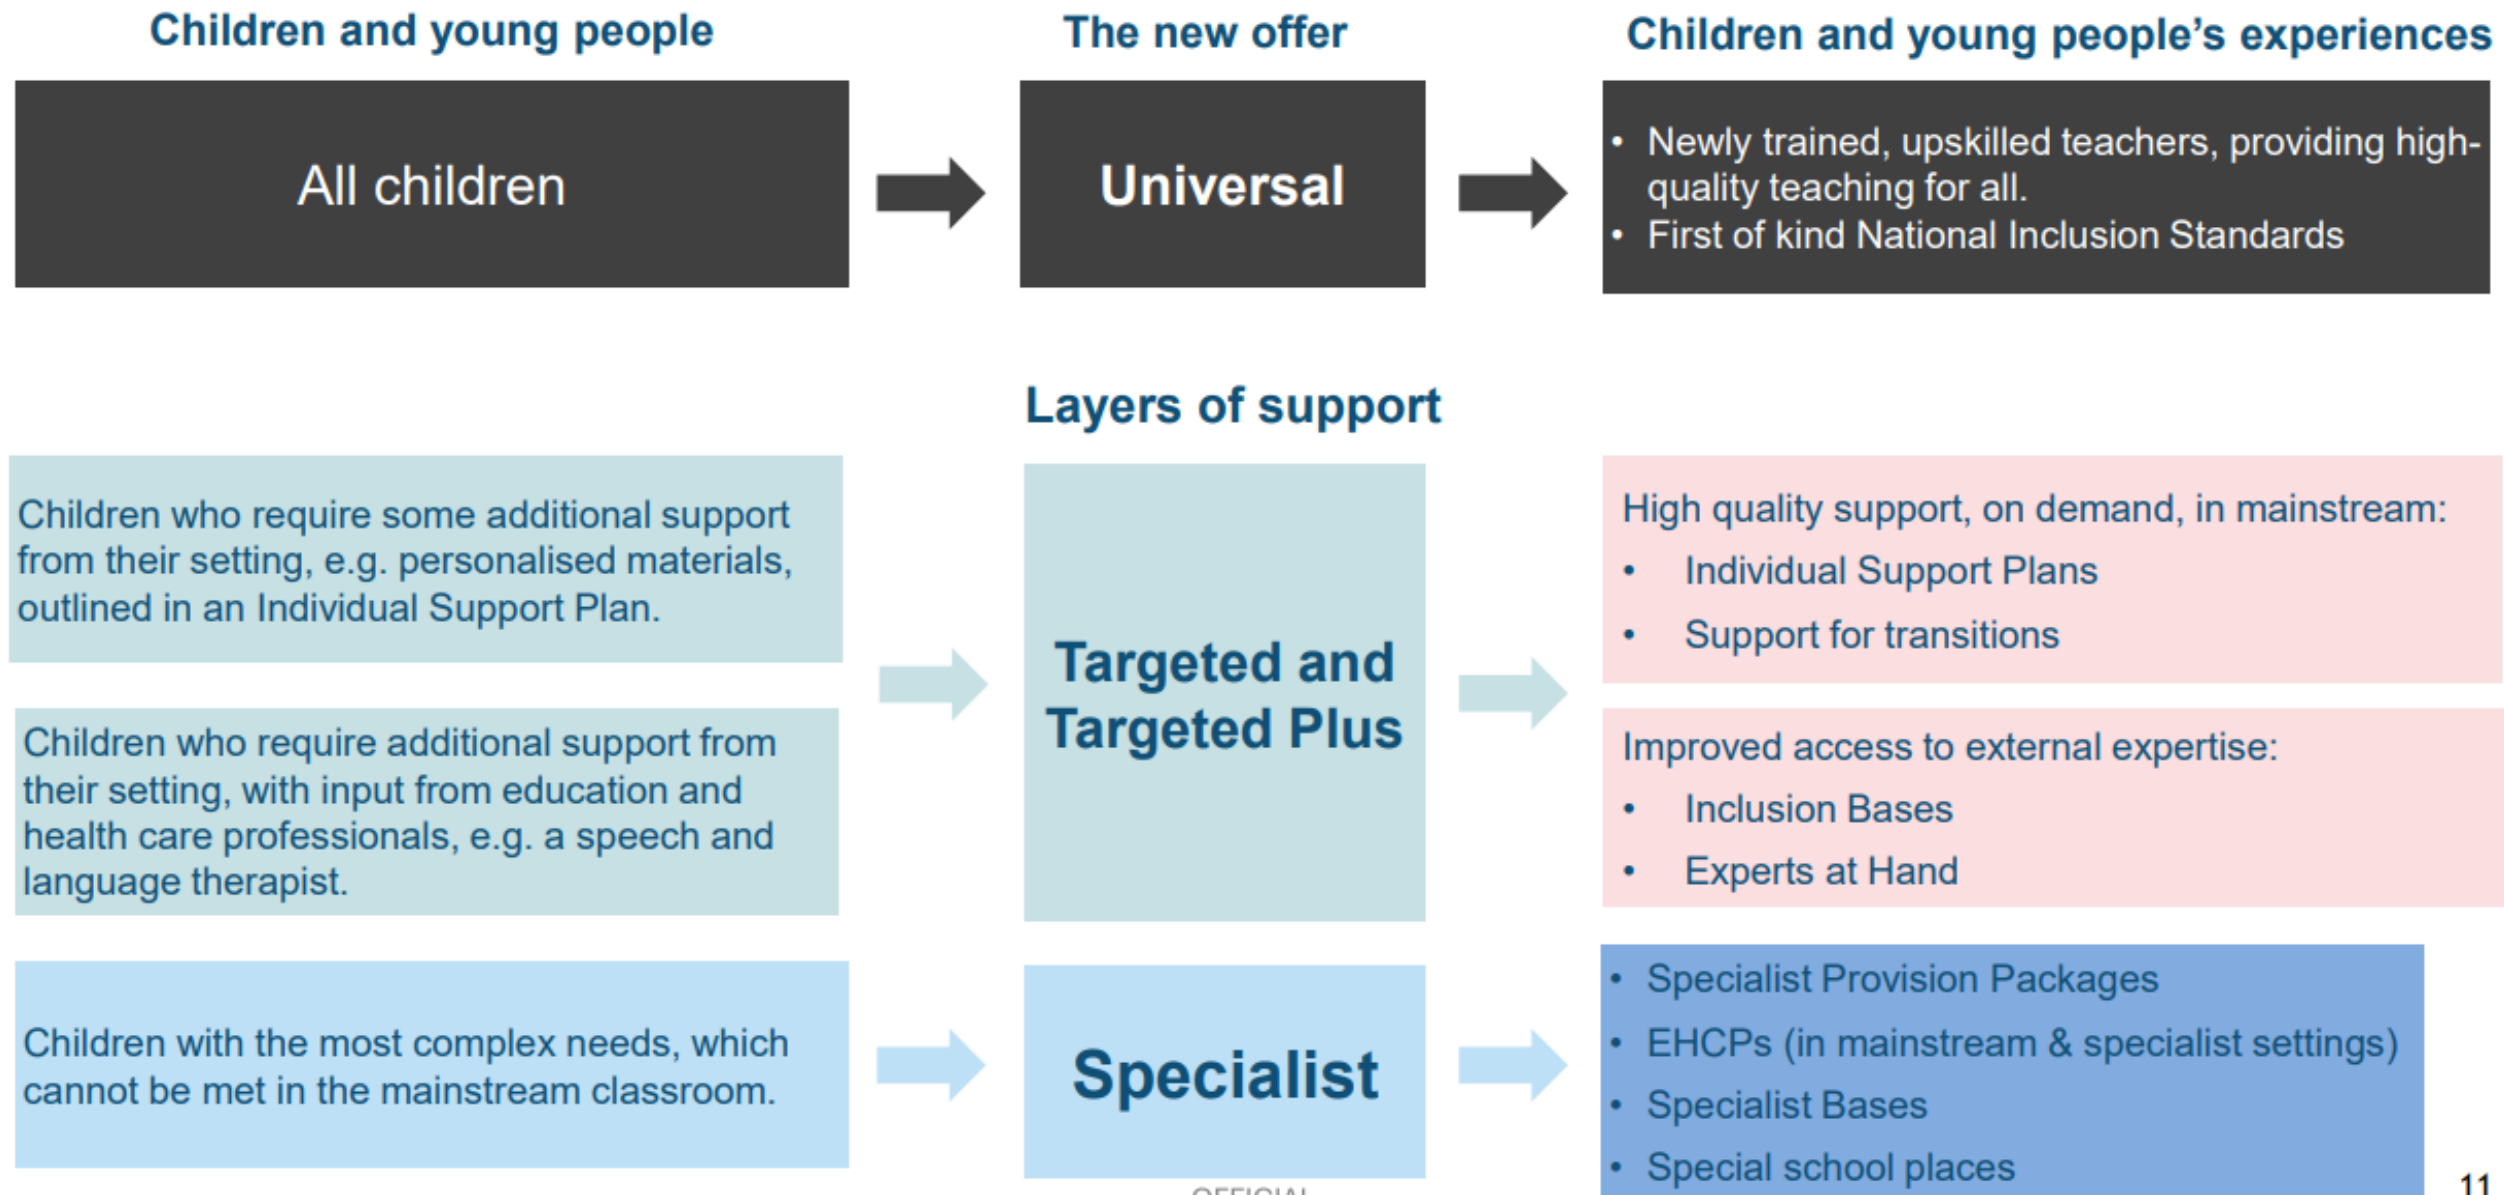 Children and young people
The new offer
Children and young people's experiences
All children
Universal
• Newly trained, upskilled teachers, providing high-
quality teaching for all.
• First of kind National Inclusion Standards
Layers of support
Children who require some additional support
from their setting, e.g. personalised materials,
outlined in an Individual Support Plan.
Children who require additional support from
their setting, with input from education and
health care professionals, e.g. a speech and
language therapist.
Targeted and
Targeted Plus
High quality support, on demand, in mainstream:
• Individual Support Plans
• Support for transitions
Improved access to external expertise:
• Inclusion Bases
• Experts at Hand
Children with the most complex needs, which
cannot be met in the mainstream classroom.
Specialist
• Specialist Provision Packages
• EHCPs (in mainstream & specialist settings)
• Specialist Bases
• Special school places
OFFICIAL
11